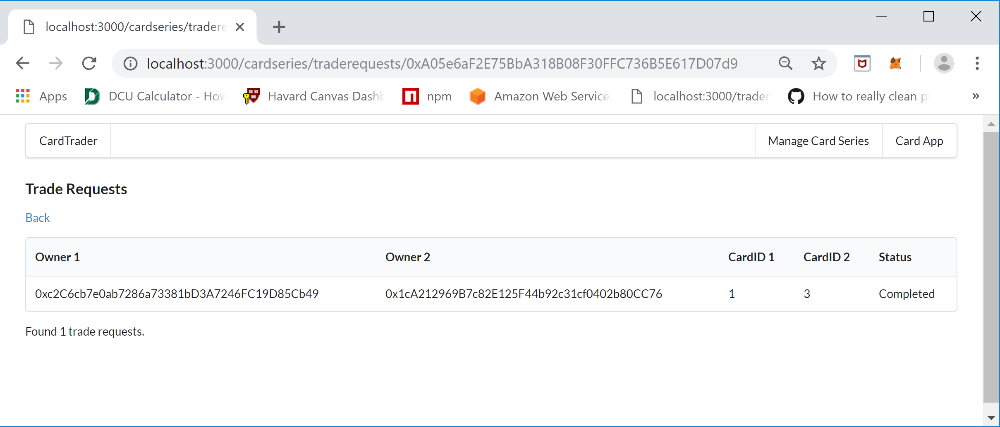 localhost:3000/cardseries/tradere
localhost:3000/cardseries/traderequests/0xA05e6aF2E75BbA318B08F30FFC736B5E617D07d9
Apps DCU Calculator - How Havard Canvas Dashb npm Amazon Web Services localhost:3000/trader How to really clean p
CardTrader Manage Card Series Card App
Trade Requests
Back
Owner 1 Owner 2 CardID 1 CardID 2 Status
0xc2C6cb7e0ab7286a73381bD3A7246FC19D85Cb49 0x1cA212969B7c82E125F44b92c31cf0402b80CC76 1 3 Completed
Found 1 trade requests.